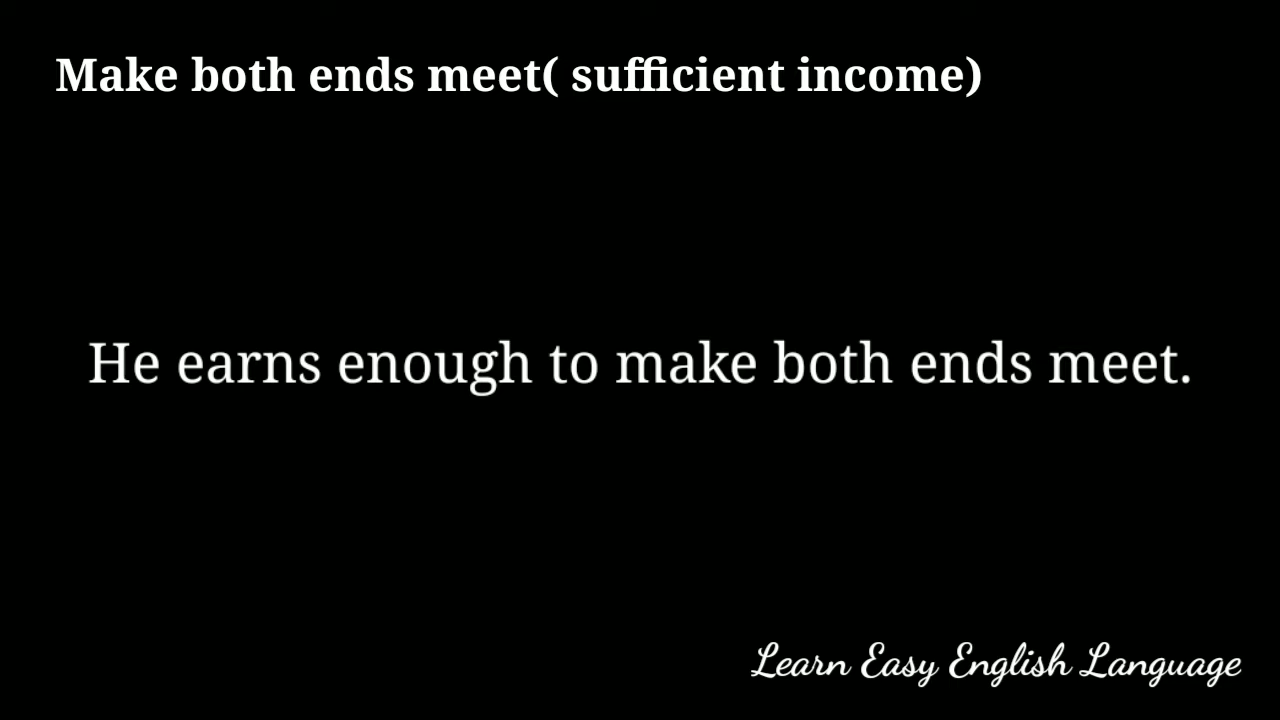 Make both ends meet( sufficient income)
He earns enough to make both ends meet.
Learn Easy English Language